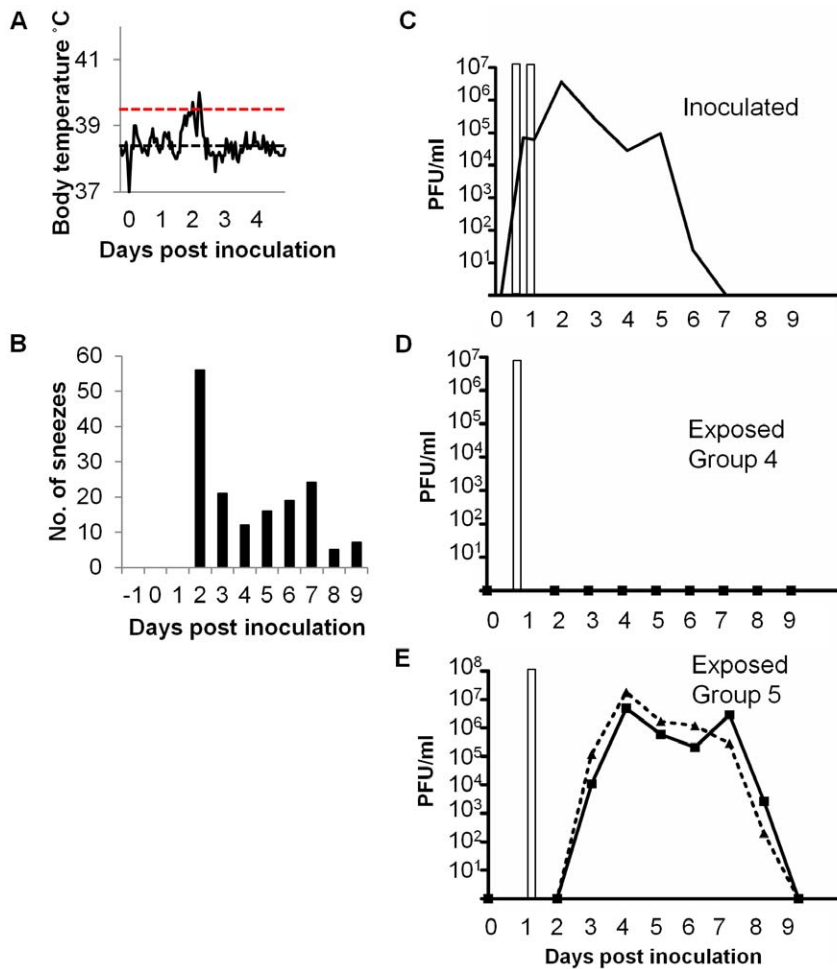 A
Body temperature ˚C
41
39
37
0 1 2 3 4
Days post inoculation
B
No. of sneezes
60
50
40
30
20
10
0
-1 0 1 2 3 4 5 6 7 8 9
Days post inoculation
C
PFU/ml
10⁷
10⁶
10⁵
10⁴
10³
10²
10¹
Inoculated
0 1 2 3 4 5 6 7 8 9
D
PFU/ml
10⁷
10⁶
10⁵
10⁴
10³
10²
10¹
Exposed
Group 4
0 1 2 3 4 5 6 7 8 9
E
PFU/ml
10⁸
10⁷
10⁶
10⁵
10⁴
10³
10²
10¹
Exposed
Group 5
0 1 2 3 4 5 6 7 8 9
Days post inoculation